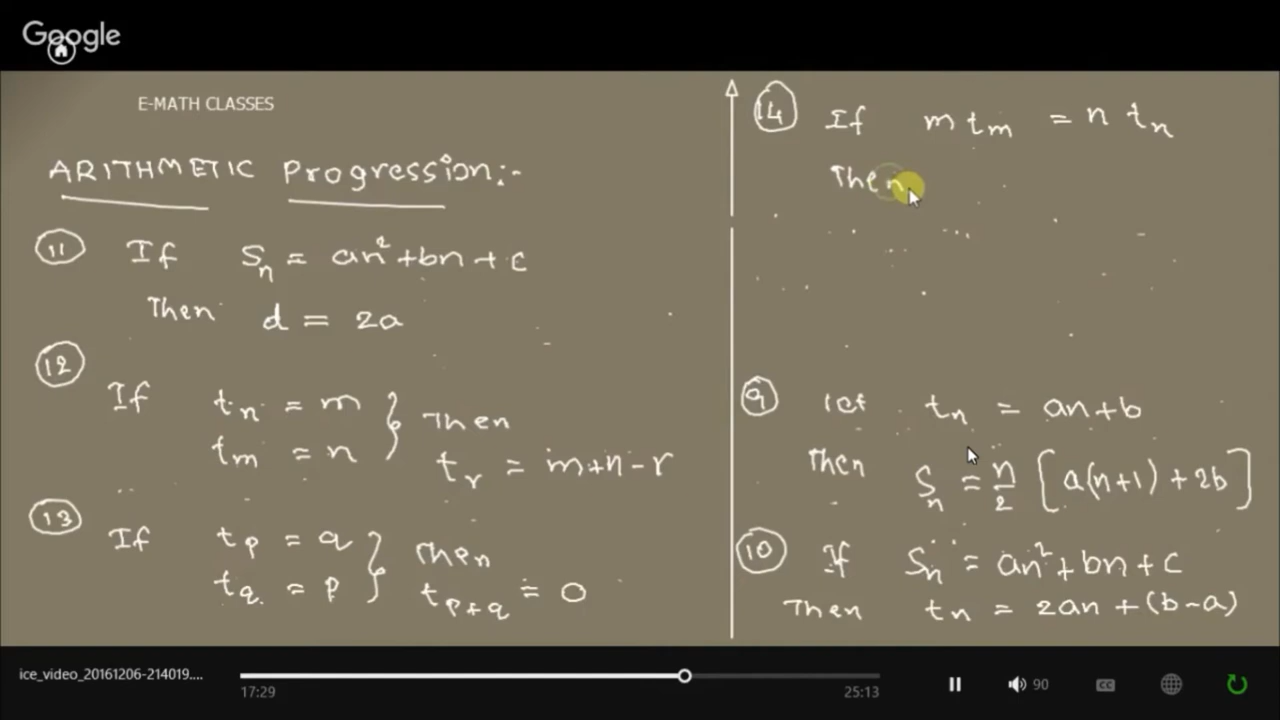 Google
E-MATH CLASSES
ARITHMETIC Progression:-
11 If Sn = an²+bn+c
Then d = 2a
12
If tn = m } Then
tm = n } tr = m+n-r
13 If tp = q } Then
tq = p } tp+q = 0
14 If m tm = n tn
Then
9 let tn = an+b
Then Sn = n/2 [a(n+1)+2b]
10 If Sn = an²+bn+c
Then tn = 2an+(b-a)
ice_video_20161206-214019....
17:29
25:13
90
CC